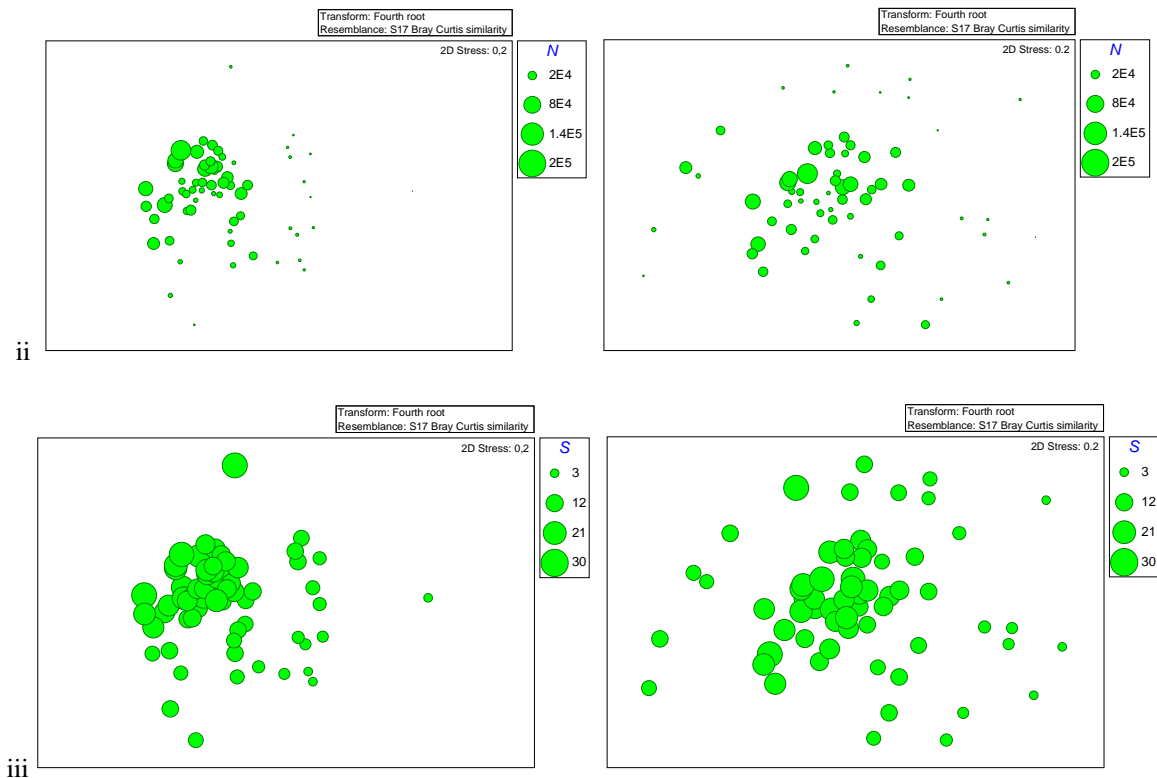 Transform: Fourth root
Resemblance: S17 Bray Curtis similarity
2D Stress: 0,2
N
2E4
8E4
1.4E5
2E5
Transform: Fourth root
Resemblance: S17 Bray Curtis similarity
2D Stress: 0.2
N
2E4
8E4
1.4E5
2E5
ii
Transform: Fourth root
Resemblance: S17 Bray Curtis similarity
2D Stress: 0,2
S
3
12
21
30
Transform: Fourth root
Resemblance: S17 Bray Curtis similarity
2D Stress: 0.2
S
3
12
21
30
iii